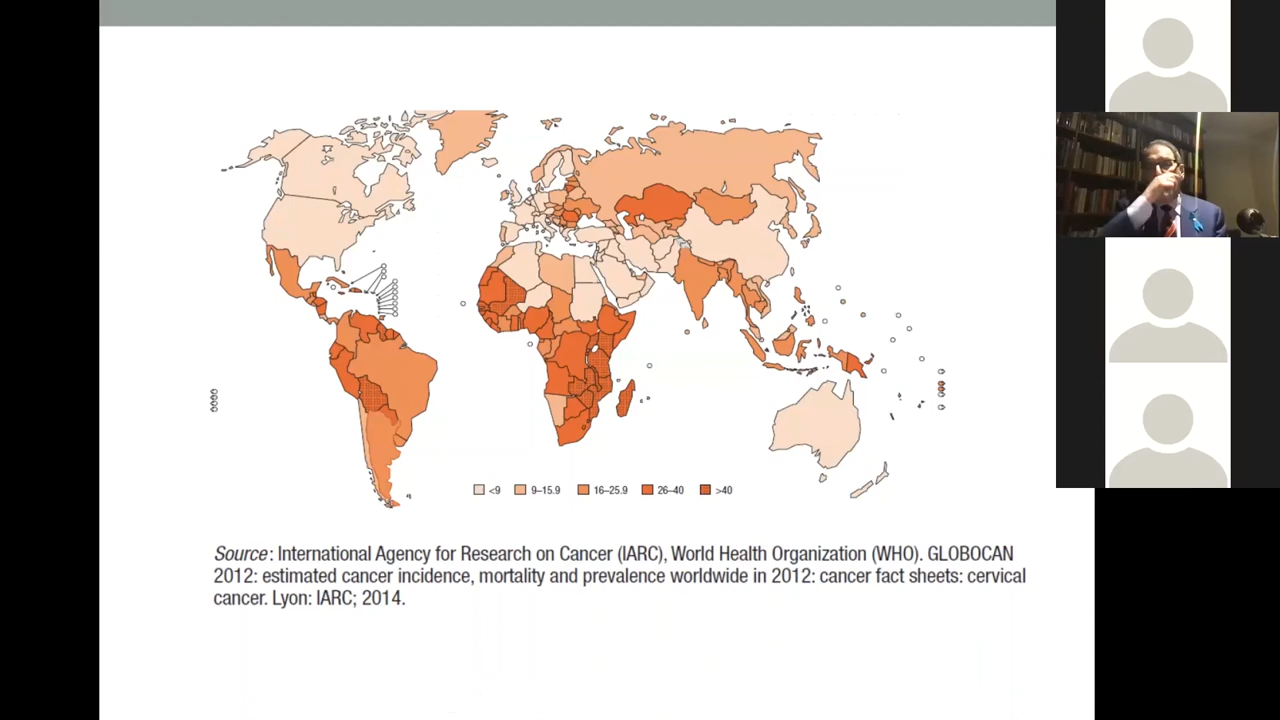 <9 9–15.9 16–25.9 26–40 >40
Source: International Agency for Research on Cancer (IARC), World Health Organization (WHO). GLOBOCAN
2012: estimated cancer incidence, mortality and prevalence worldwide in 2012: cancer fact sheets: cervical
cancer. Lyon: IARC; 2014.